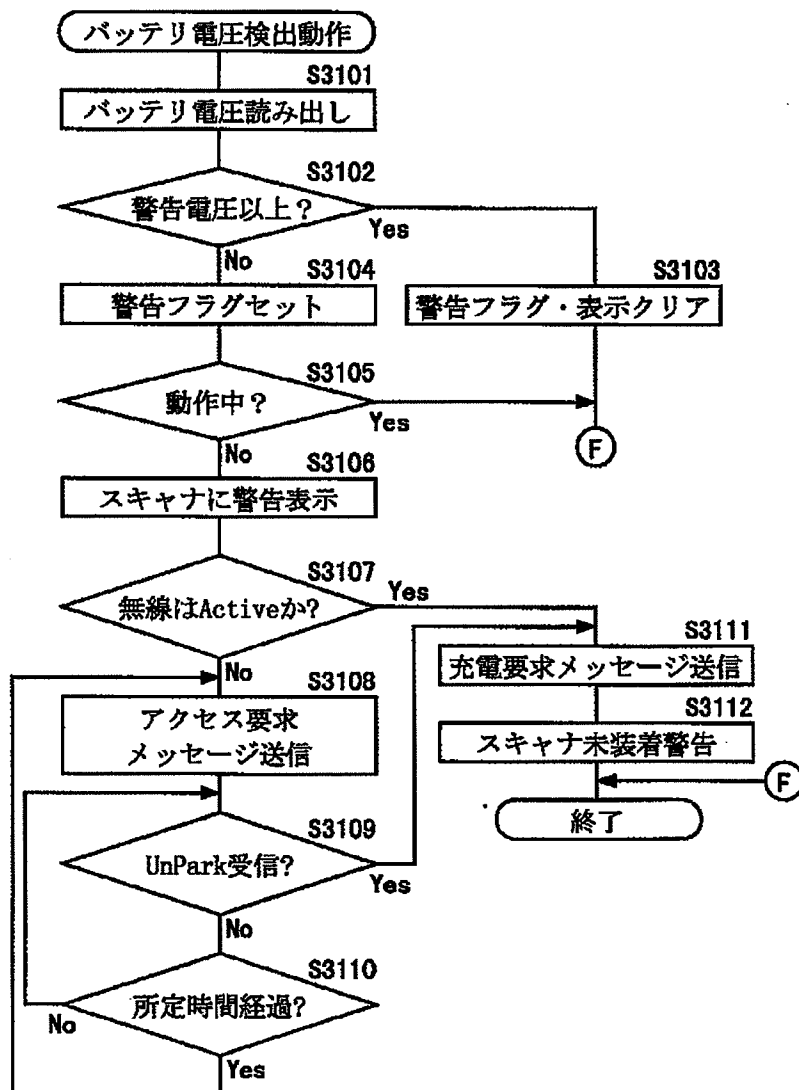 バッテリ電圧検出動作
S3101
バッテリ電圧読み出し
S3102
警告電圧以上?
Yes
No
S3104
警告フラグセット
S3103
警告フラグ・表示クリア
S3105
動作中?
Yes
No
F
S3106
スキャナに警告表示
S3107
無線はActiveか?
Yes
No
S3108
アクセス要求
メッセージ送信
S3109
UnPark受信?
Yes
No
S3110
所定時間経過?
No
Yes
S3111
充電要求メッセージ送信
S3112
スキャナ未装着警告
F
終了